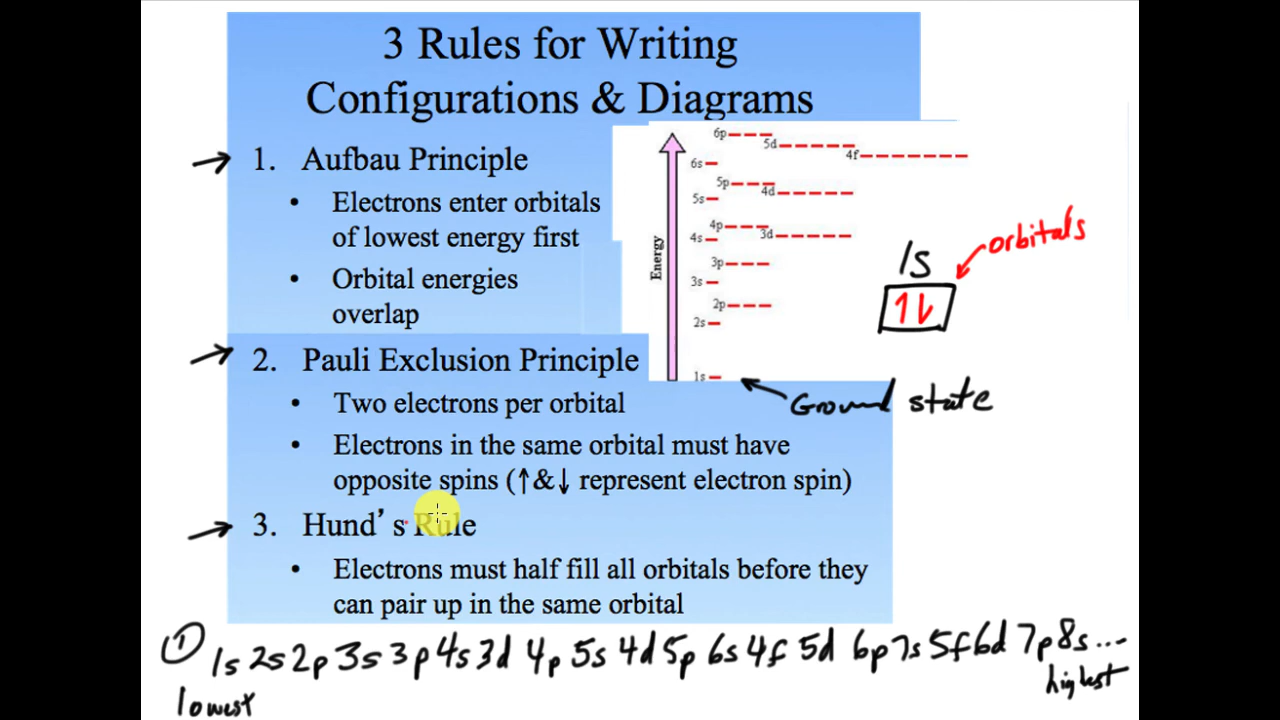 3 Rules for Writing
Configurations & Diagrams
1. Aufbau Principle
• Electrons enter orbitals
of lowest energy first
• Orbital energies
overlap
2. Pauli Exclusion Principle
• Two electrons per orbital
• Electrons in the same orbital must have
opposite spins (↑&↓ represent electron spin)
3. Hund's Rule
• Electrons must half fill all orbitals before they
can pair up in the same orbital
Energy
6p
5d
4f
6s
5p
4d
5s
4p
3d
4s
3p
3s
2p
2s
1s
1s
↑↓
orbitals
Ground state
① 1s 2s 2p 3s 3p 4s 3d 4p 5s 4d 5p 6s 4f 5d 6p 7s 5f 6d 7p 8s...
lowest
highest